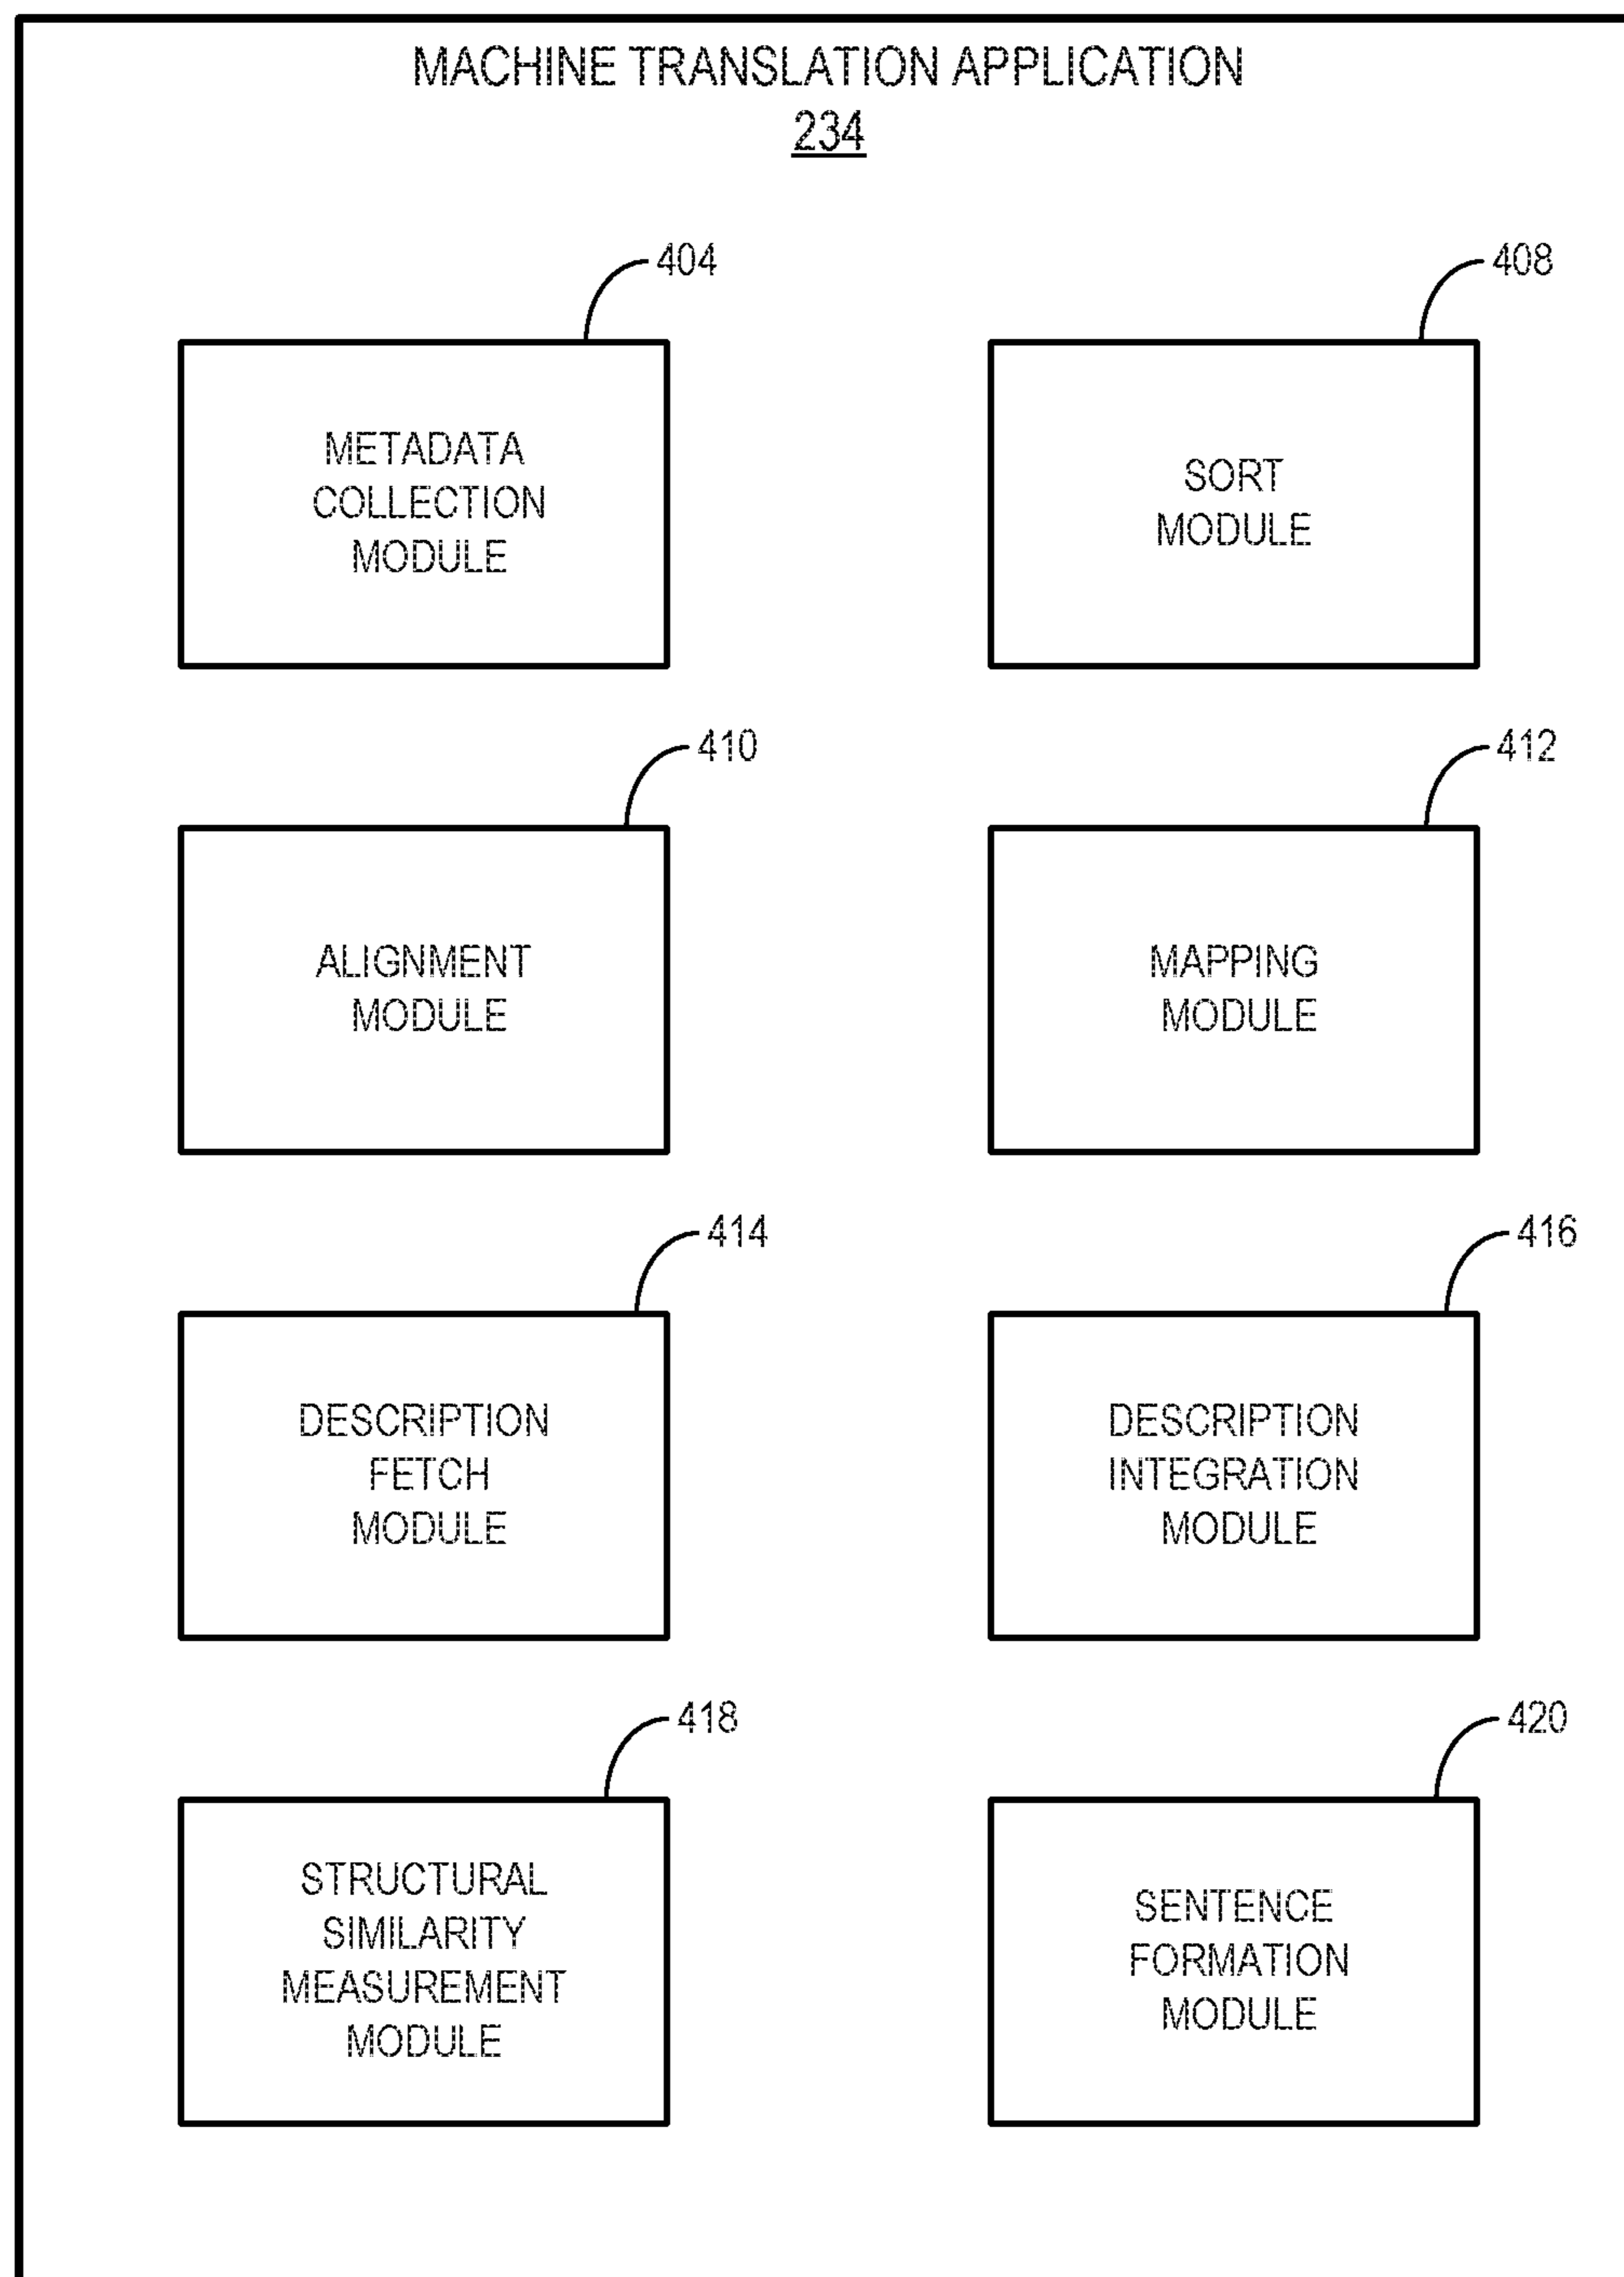 MACHINE TRANSLATION APPLICATION
234
404
METADATA
COLLECTION
MODULE
408
SORT
MODULE
410
ALIGNMENT
MODULE
412
MAPPING
MODULE
414
DESCRIPTION
FETCH
MODULE
416
DESCRIPTION
INTEGRATION
MODULE
418
STRUCTURAL
SIMILARITY
MEASUREMENT
MODULE
420
SENTENCE
FORMATION
MODULE